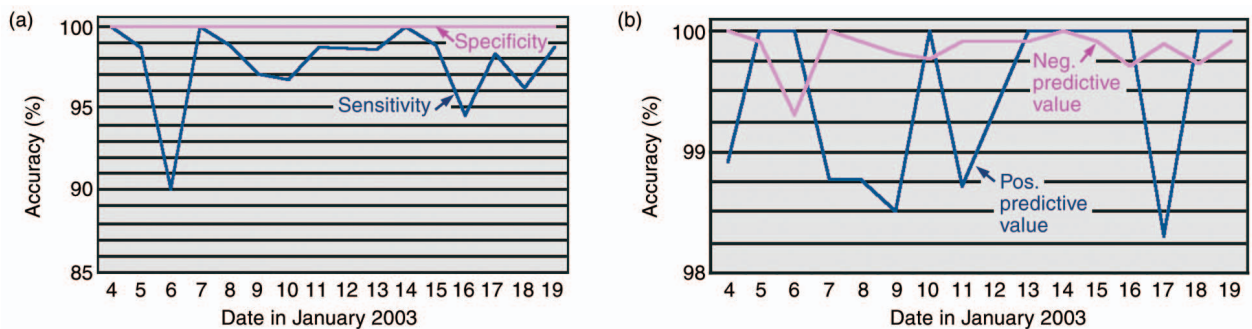 (a)
Accuracy (%)
100
95
90
85
Specificity
Sensitivity
4 5 6 7 8 9 10 11 12 13 14 15 16 17 18 19
Date in January 2003
(b)
Accuracy (%)
100
99
98
Neg.
predictive
value
Pos.
predictive
value
4 5 6 7 8 9 10 11 12 13 14 15 16 17 18 19
Date in January 2003